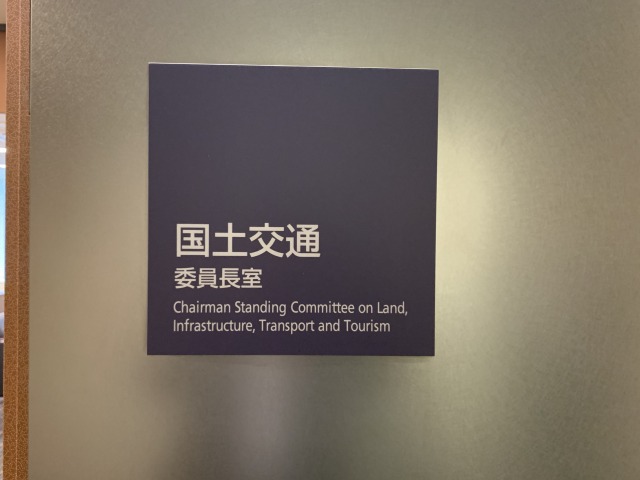 国土交通
委員長室
Chairman Standing Committee on Land,
Infrastructure, Transport and Tourism